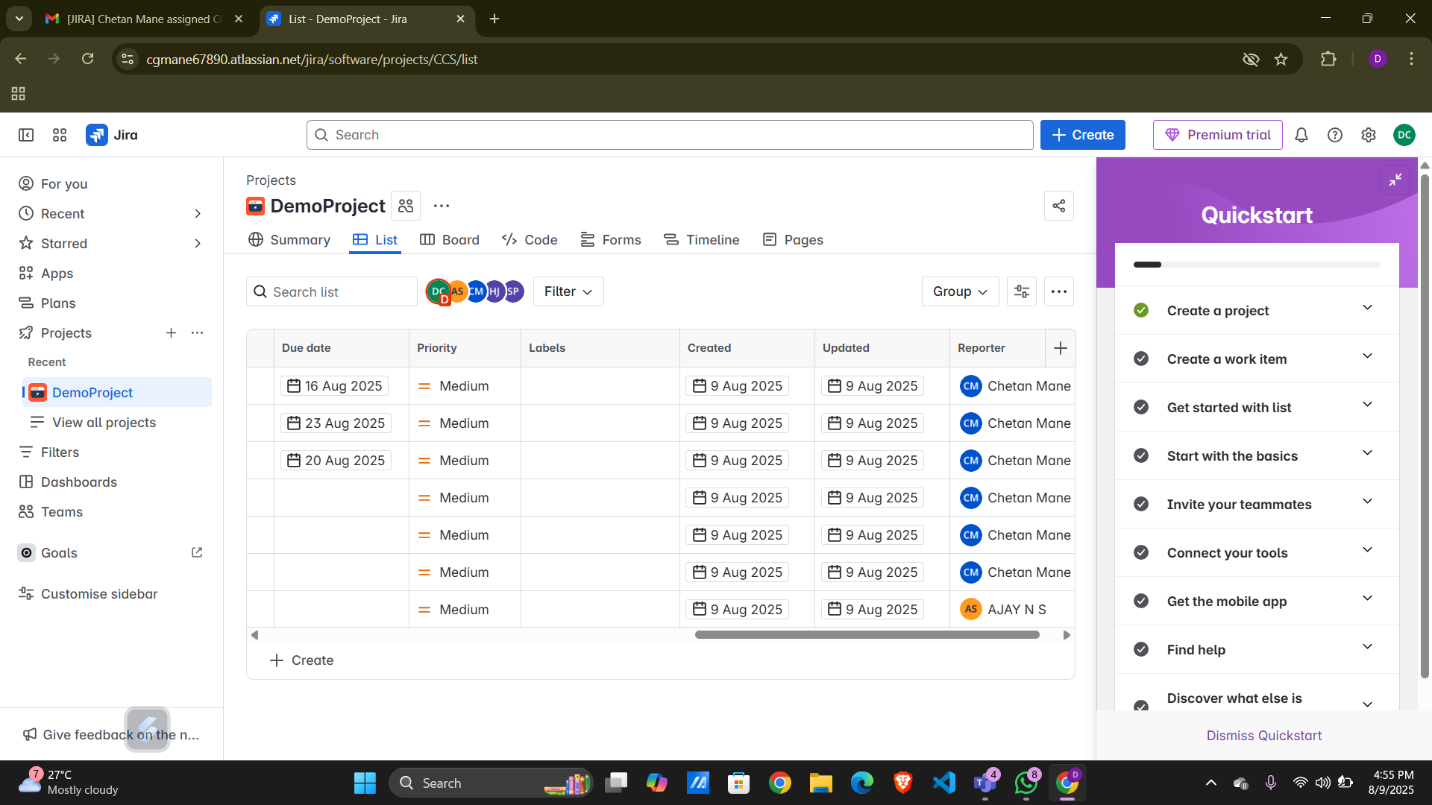 [JIRA] Chetan Mane assigned C
List - DemoProject - Jira
cgmane67890.atlassian.net/jira/software/projects/CCS/list
D
Jira
Search
Create
Premium trial
DC
For you
Recent
Starred
Apps
Plans
Projects
Recent
DemoProject
View all projects
Filters
Dashboards
Teams
Goals
Customise sidebar
Give feedback on the n...
Projects
DemoProject
Summary List Board Code Forms Timeline Pages
Search list DC D AS CM HJ SP Filter Group
Due date Priority Labels Created Updated Reporter
16 Aug 2025 Medium 9 Aug 2025 9 Aug 2025 CM Chetan Mane
23 Aug 2025 Medium 9 Aug 2025 9 Aug 2025 CM Chetan Mane
20 Aug 2025 Medium 9 Aug 2025 9 Aug 2025 CM Chetan Mane
Medium 9 Aug 2025 9 Aug 2025 CM Chetan Mane
Medium 9 Aug 2025 9 Aug 2025 CM Chetan Mane
Medium 9 Aug 2025 9 Aug 2025 CM Chetan Mane
Medium 9 Aug 2025 9 Aug 2025 AS AJAY N S
Create
Quickstart
Create a project
Create a work item
Get started with list
Start with the basics
Invite your teammates
Connect your tools
Get the mobile app
Find help
Discover what else is
Dismiss Quickstart
7
27°C
Mostly cloudy
Search
4
8
D
4:55 PM
8/9/2025